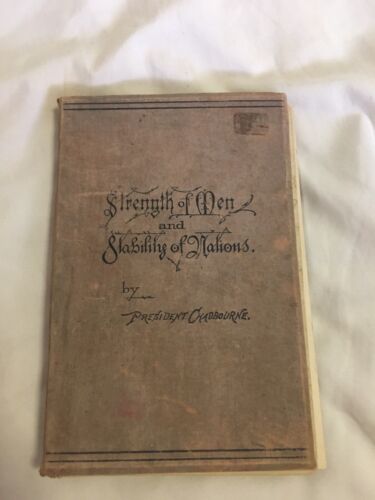 Strength of Men
and
Stability of Nations.
by
PRESIDENT CHADBOURNE.